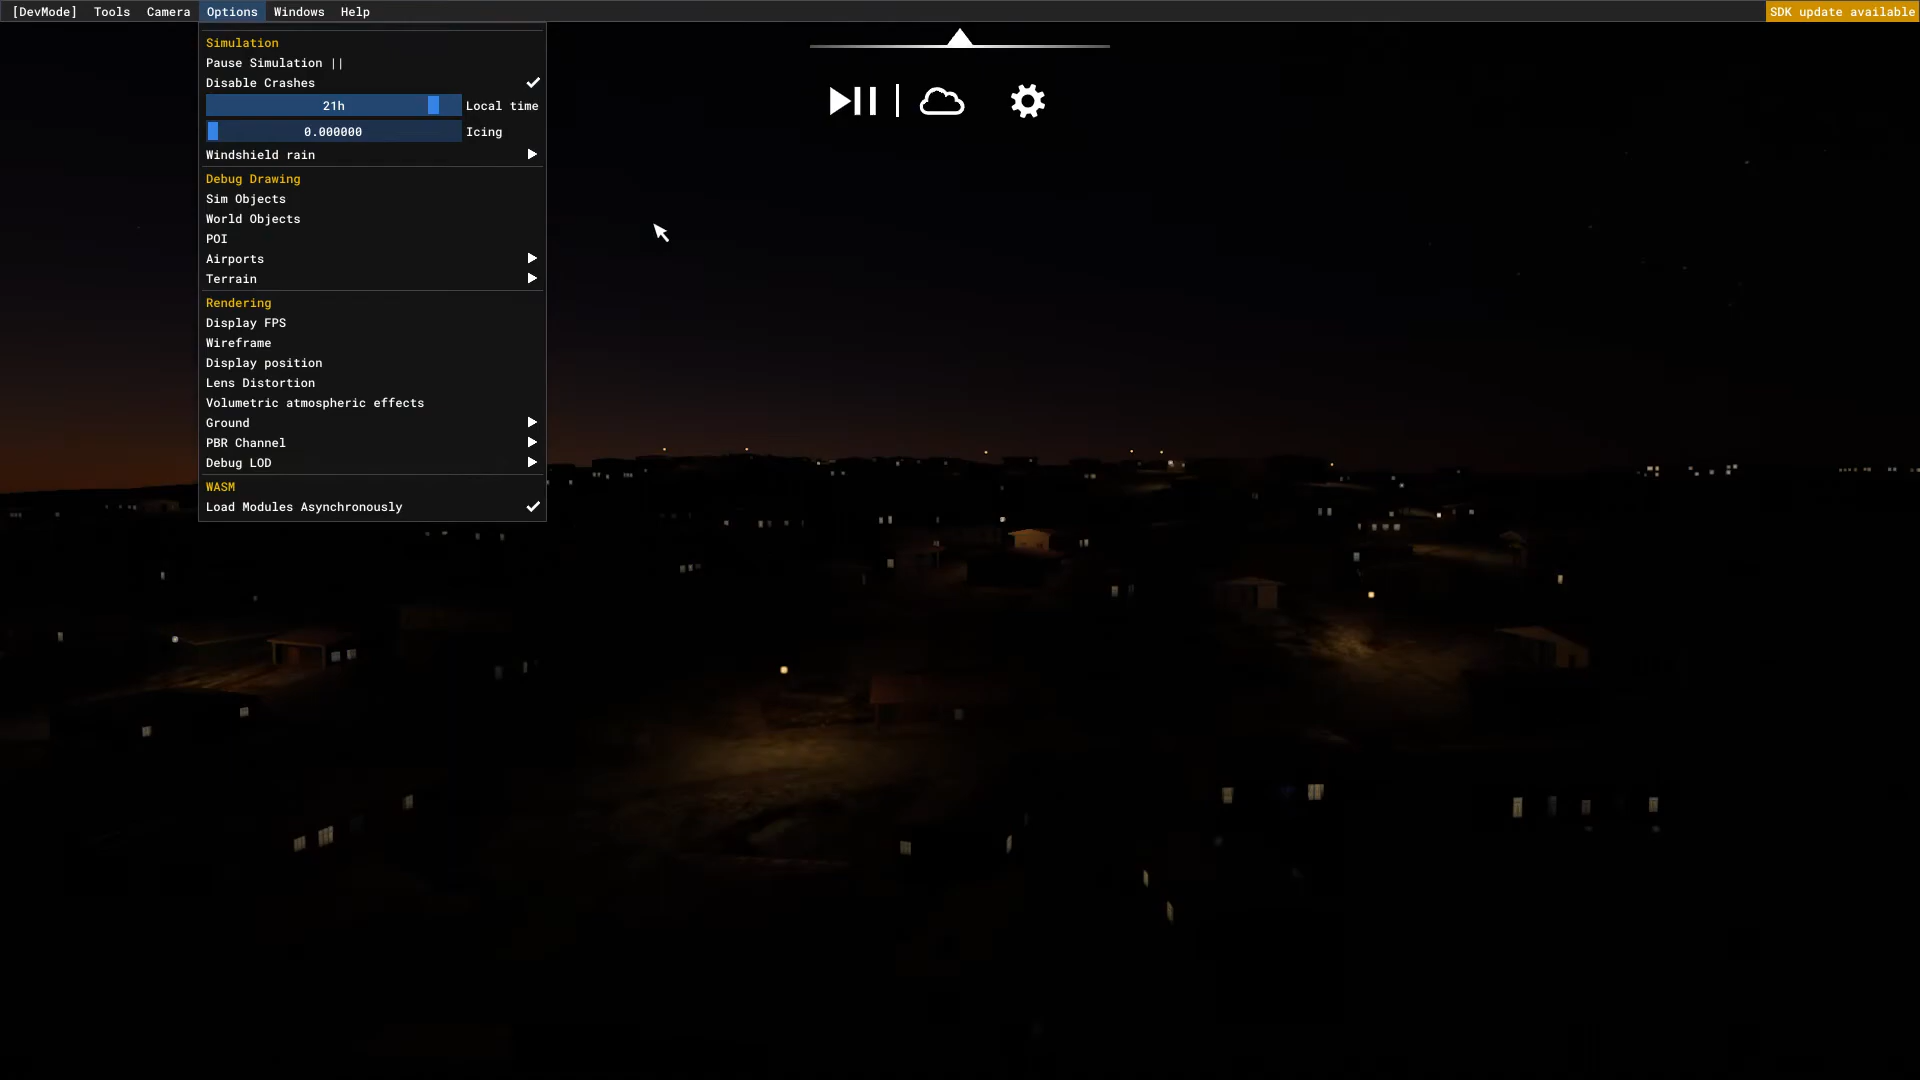 [DevMode] Tools Camera Options Windows Help SDK update available
Simulation
Pause Simulation ||
Disable Crashes
21h Local time
0.000000 Icing
Windshield rain
Debug Drawing
Sim Objects
World Objects
POI
Airports
Terrain
Rendering
Display FPS
Wireframe
Display position
Lens Distortion
Volumetric atmospheric effects
Ground
PBR Channel
Debug LOD
WASM
Load Modules Asynchronously